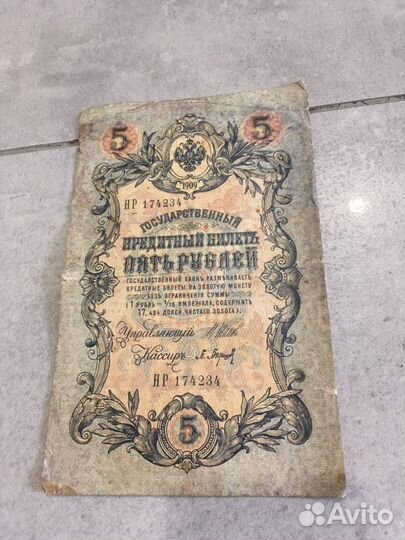 5 5
1909
НР 174234
ГОСУДАРСТВЕННЫЙ
КРЕДИТНЫЙ БИЛЕТЪ
ПЯТЬ РУБЛЕЙ
ГОСУДАРСТВЕННЫЙ БАНКЪ РАЗМѢНИВАЕТЪ
КРЕДИТНЫЕ БИЛЕТЫ НА ЗОЛОТУЮ МОНЕТУ
БЕЗЪ ОГРАНИЧЕНІЯ СУММЫ
(1 РУБЛЬ = 1/15 ИМПЕРІАЛА, СОДЕРЖИТЪ
17,424 ДОЛЕЙ ЧИСТАГО ЗОЛОТА).
Управляющій
Кассиръ
НР 174234
5
Avito